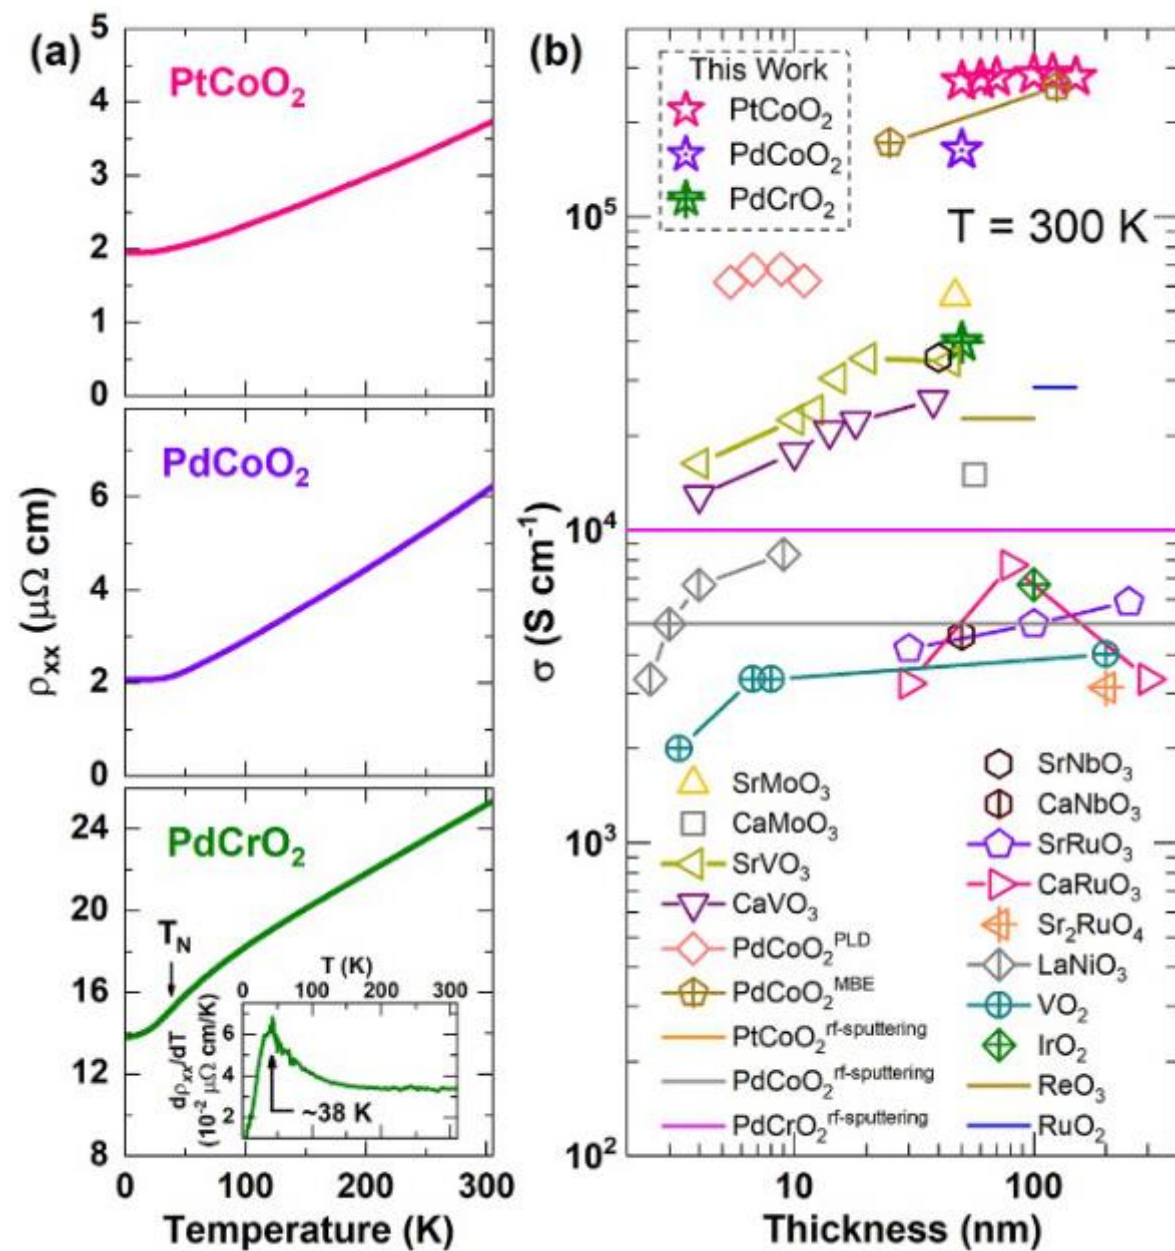 (a)
PtCoO₂
5
4
3
2
1
0
PdCoO₂
6
4
2
0
PdCrO₂
24
20
16
12
8
T_N
T (K)
0 100 200 300
6
4
2
dρₓₓ/dT
(10⁻² μΩ cm/K)
~38 K
ρₓₓ (μΩ cm)
0 100 200 300
Temperature (K)
(b)
This Work
PtCoO₂
PdCoO₂
PdCrO₂
T = 300 K
10⁵
10⁴
10³
10²
σ (S cm⁻¹)
SrMoO₃
CaMoO₃
SrVO₃
CaVO₃
PdCoO₂ᴾᴸᴰ
PdCoO₂ᴹᴮᴱ
PtCoO₂ʳᶠ⁻ˢᵖᵘᵗᵗᵉʳⁱⁿᵍ
PdCoO₂ʳᶠ⁻ˢᵖᵘᵗᵗᵉʳⁱⁿᵍ
PdCrO₂ʳᶠ⁻ˢᵖᵘᵗᵗᵉʳⁱⁿᵍ
SrNbO₃
CaNbO₃
SrRuO₃
CaRuO₃
Sr₂RuO₄
LaNiO₃
VO₂
IrO₂
ReO₃
RuO₂
10 100
Thickness (nm)